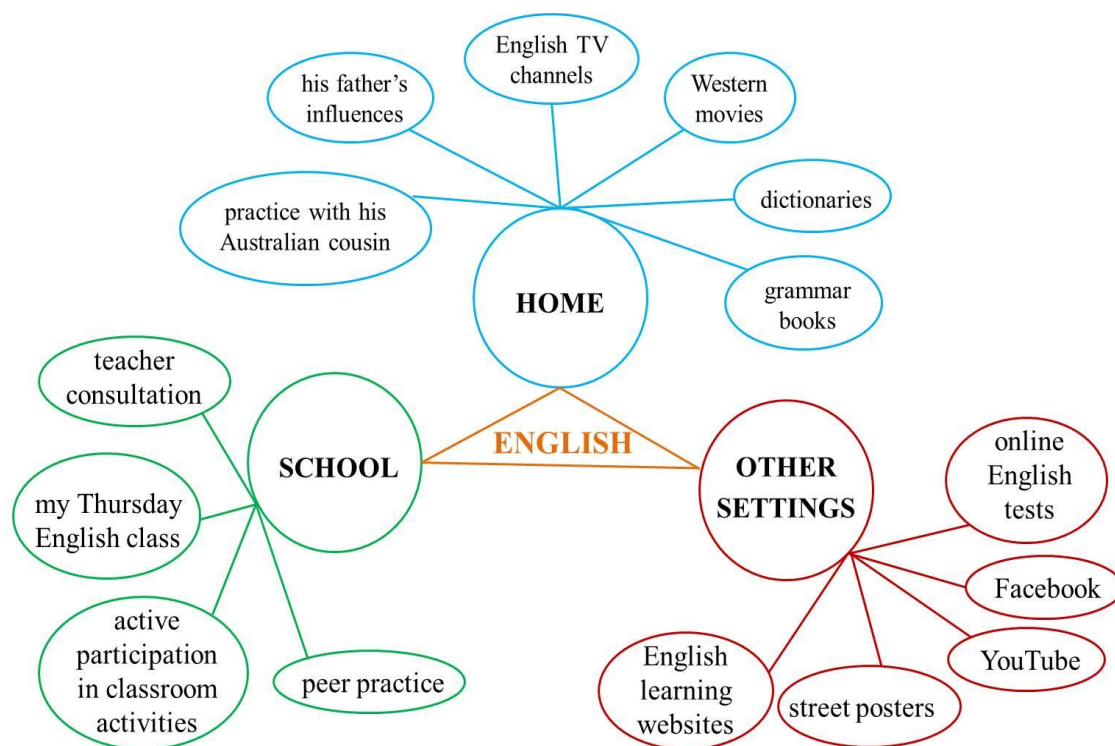 English TV
channels
his father’s
influences
Western
movies
practice with his
Australian cousin
dictionaries
grammar
books
HOME
teacher
consultation
my Thursday
English class
active
participation
in classroom
activities
peer practice
SCHOOL
ENGLISH
OTHER
SETTINGS
online
English
tests
Facebook
YouTube
street posters
English
learning
websites